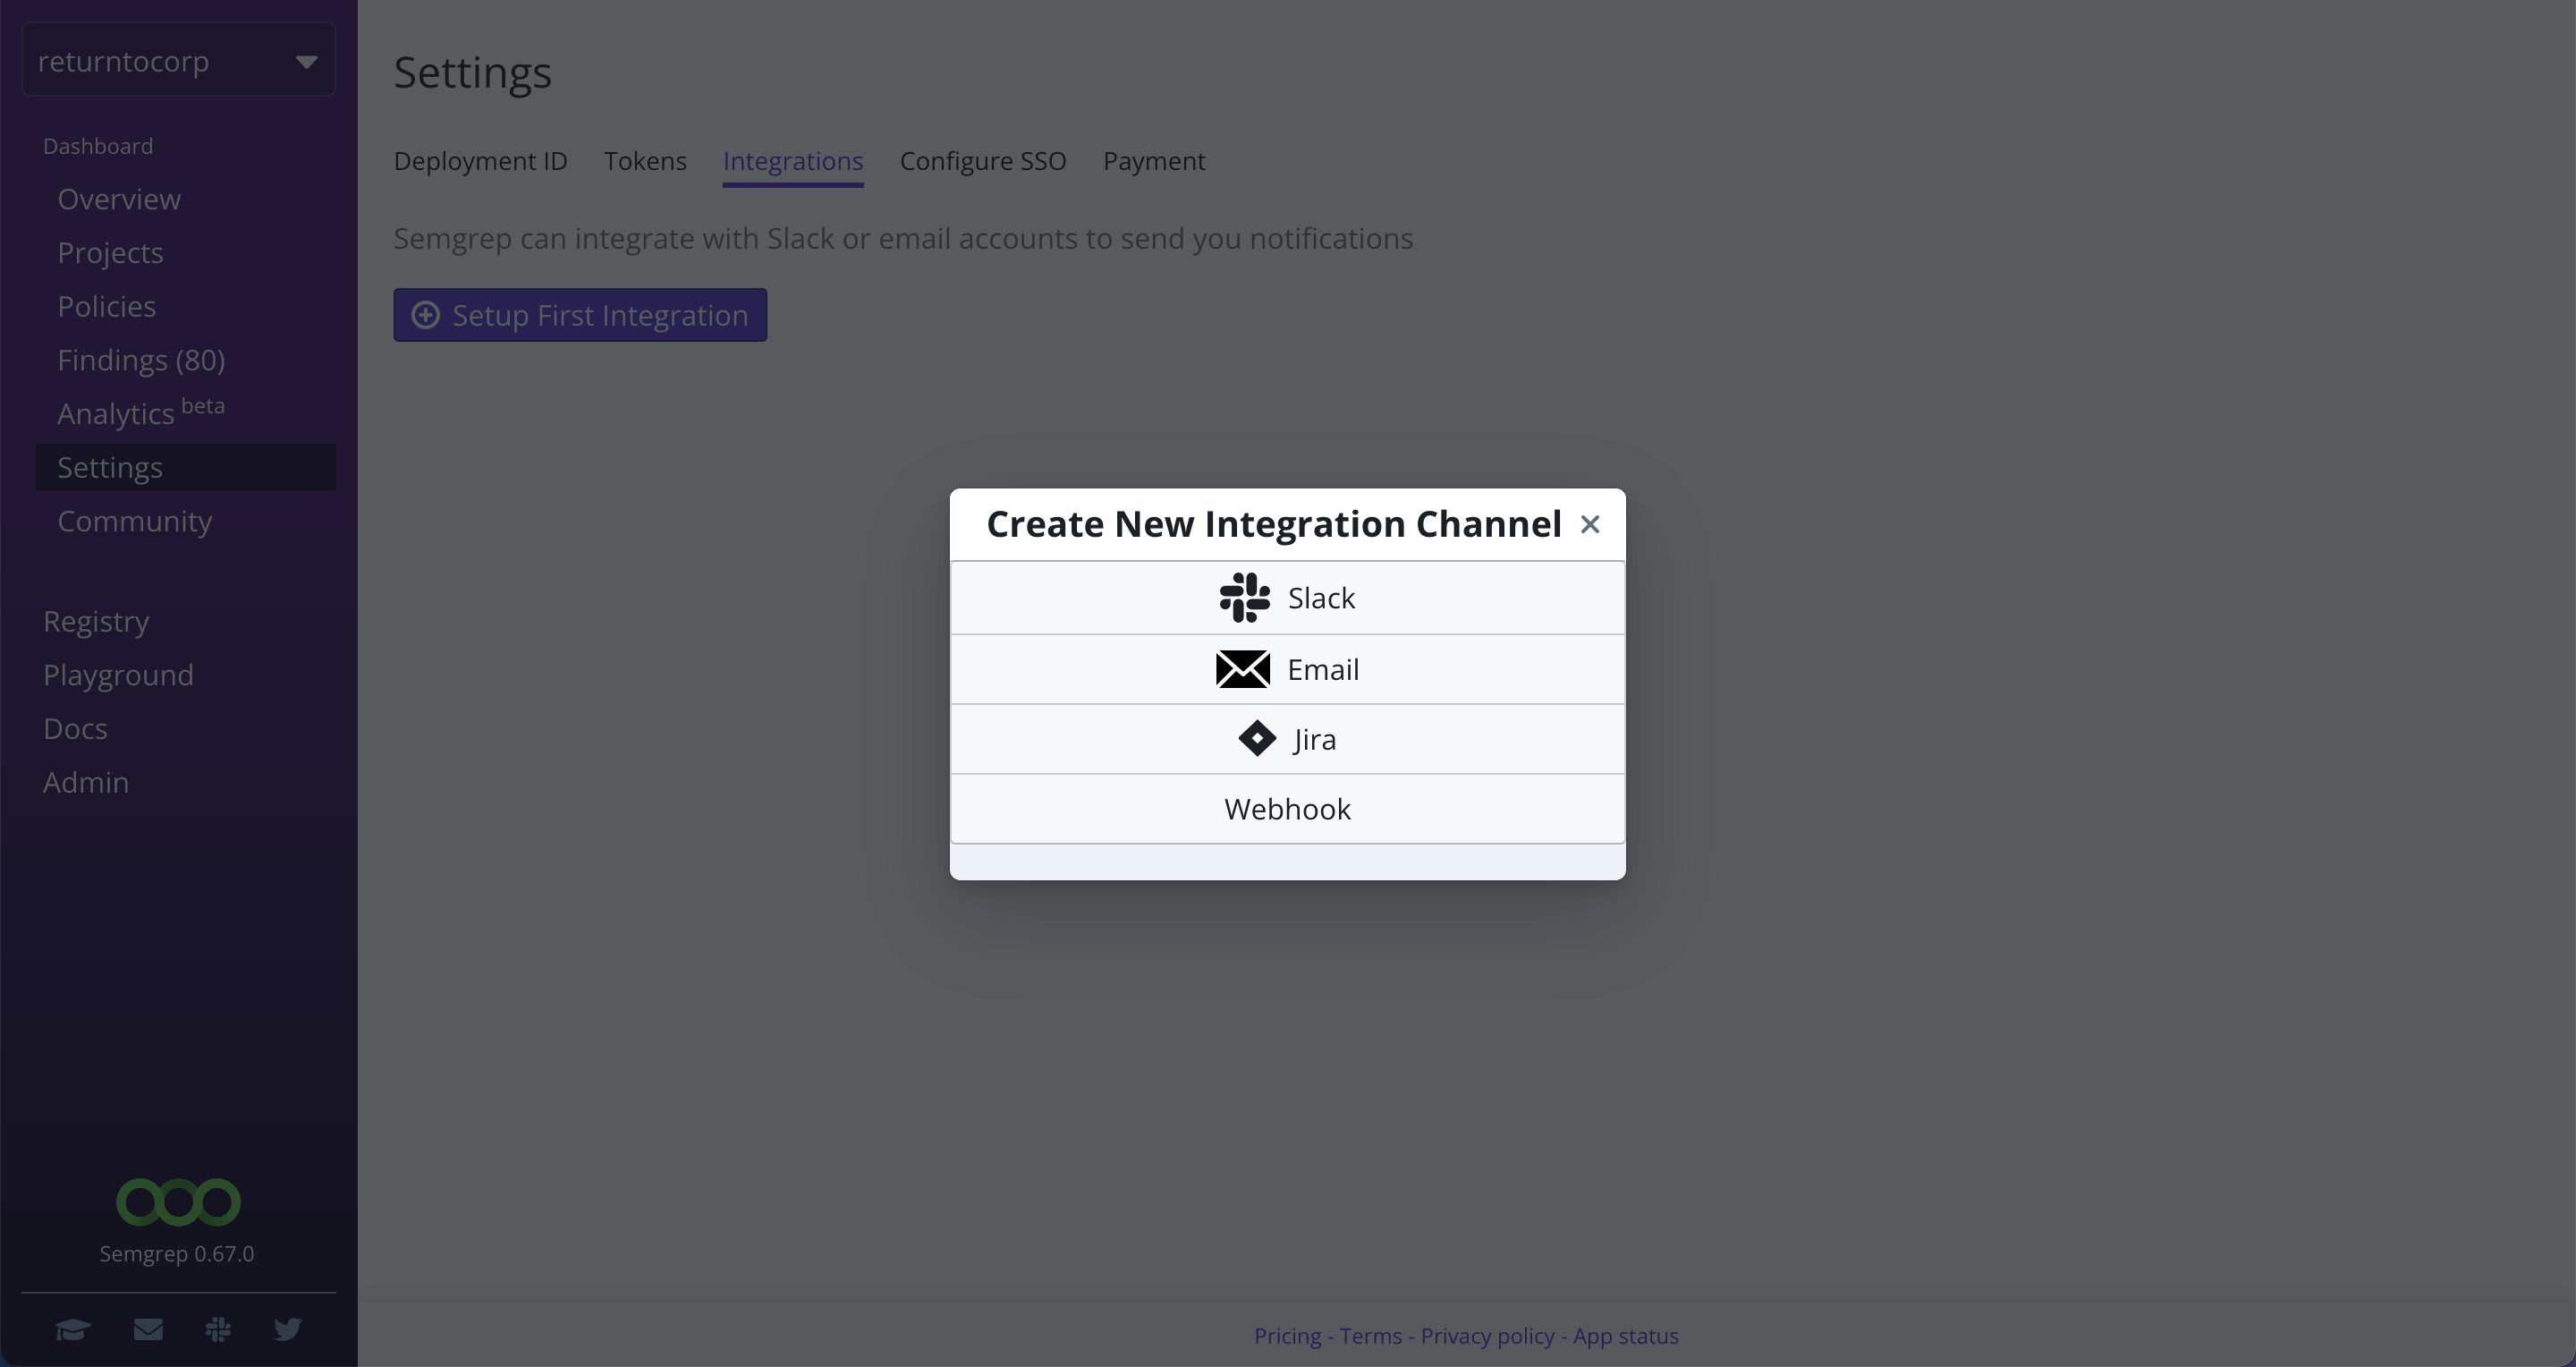 returntocorp
Dashboard
Overview
Projects
Policies
Findings (80)
Analytics beta
Settings
Community
Registry
Playground
Docs
Admin
Semgrep 0.67.0
Settings
Deployment ID Tokens Integrations Configure SSO Payment
Semgrep can integrate with Slack or email accounts to send you notifications
Setup First Integration
Create New Integration Channel
Slack
Email
Jira
Webhook
Pricing - Terms - Privacy policy - App status